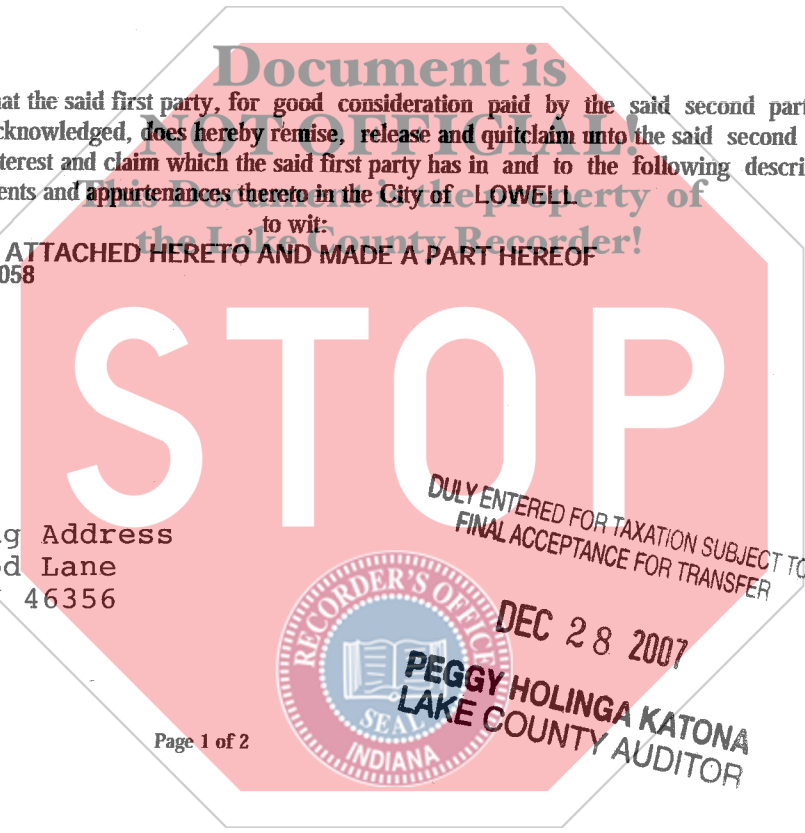 Document is
at the said first party, for good consideration paid by the said second part
NOT OFFICIAL!
cknowledged, does hereby remise, release and quitclaim unto the said second
terest and claim which the said first party has in and to the following descri
ents and appurtenances thereto in the City of LOWELL
This Document is the property of
, to wit:
the Lake County Recorder!
ATTACHED HERETO AND MADE A PART HEREOF
058
STOP
DULY ENTERED FOR TAXATION SUBJECT TO
FINAL ACCEPTANCE FOR TRANSFER
g Address
d Lane
46356
DEC 28 2007
RECORDER'S OFFICE
SEAL
INDIANA
PEGGY HOLINGA KATONA
LAKE COUNTY AUDITOR
Page 1 of 2